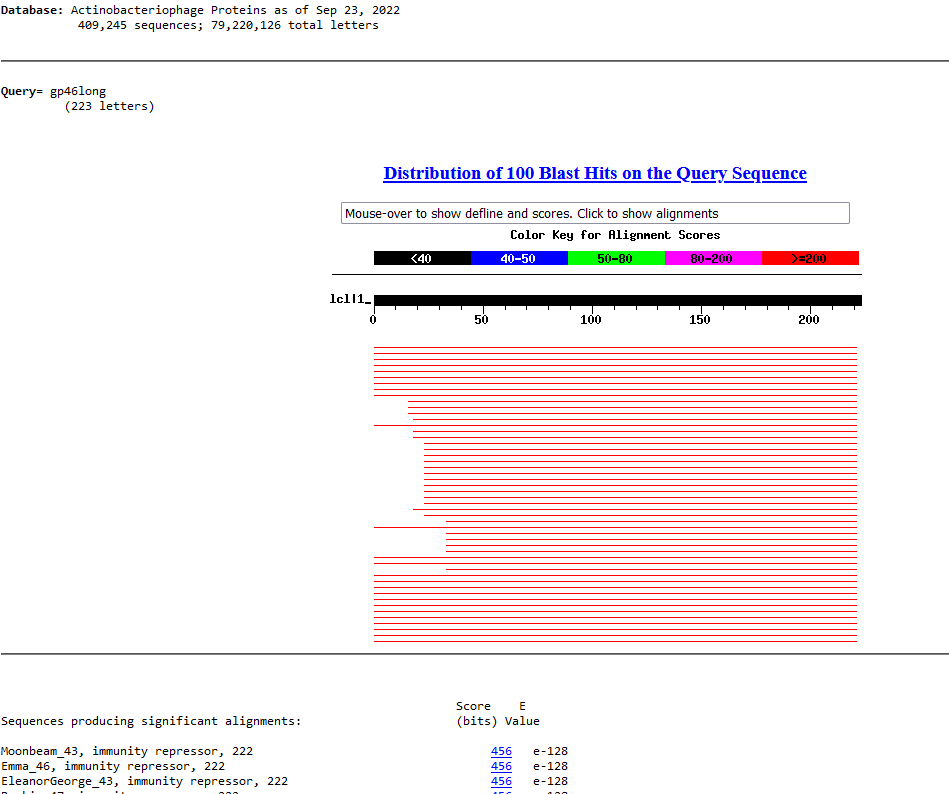 Database: Actinobacteriophage Proteins as of Sep 23, 2022
409,245 sequences; 79,220,126 total letters
Query= gp46long
(223 letters)
Distribution of 100 Blast Hits on the Query Sequence
Mouse-over to show defline and scores. Click to show alignments
Color Key for Alignment Scores
<40 40-50 50-80 80-200 >=200
lcl|1_
0 50 100 150 200
Score E
Sequences producing significant alignments: (bits) Value
Moonbeam_43, immunity repressor, 222 456 e-128
Emma_46, immunity repressor, 222 456 e-128
EleanorGeorge_43, immunity repressor, 222 456 e-128